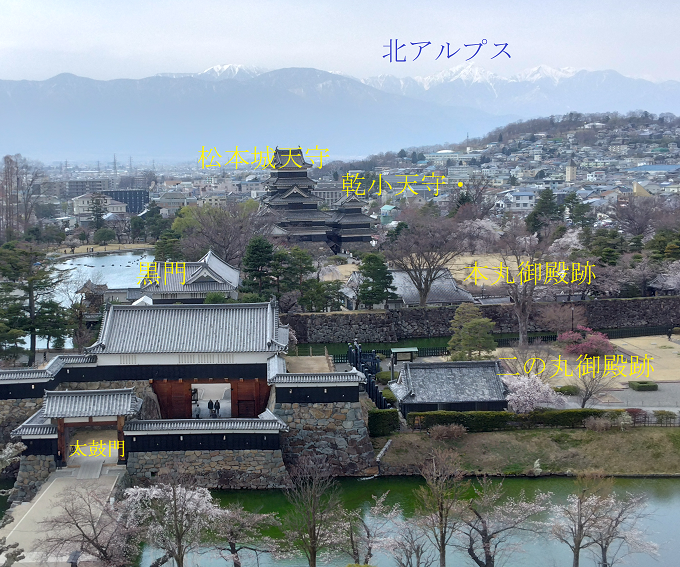 北アルプス
松本城天守
乾小天守・
黒門
本丸御殿跡
二の丸御殿跡
太鼓門